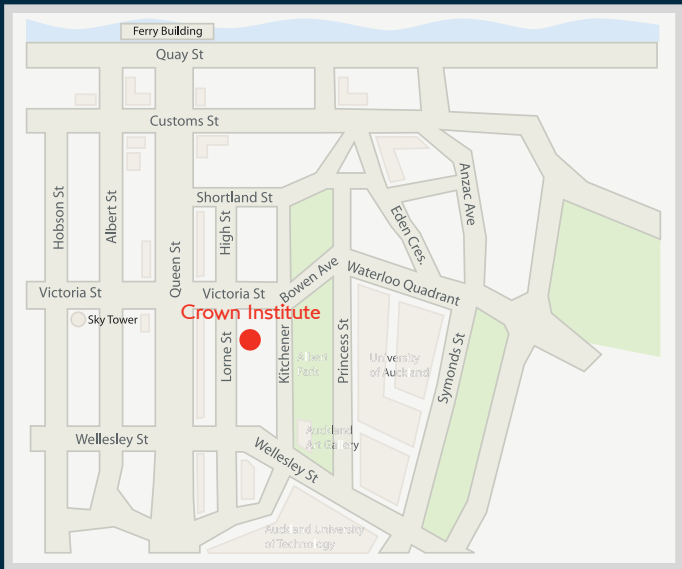 Ferry Building
Quay St
Customs St
Hobson St
Albert St
Queen St
Shortland St
High St
Anzac Ave
Eden Cres.
Bowen Ave
Waterloo Quadrant
Victoria St
Victoria St
Crown Institute
Sky Tower
Lorne St
Kitchener
Albert
Park
Princess St
University
of Auckland
Symonds St
Wellesley St
Auckland
Art Gallery
Wellesley St
Auckland University
of Technology